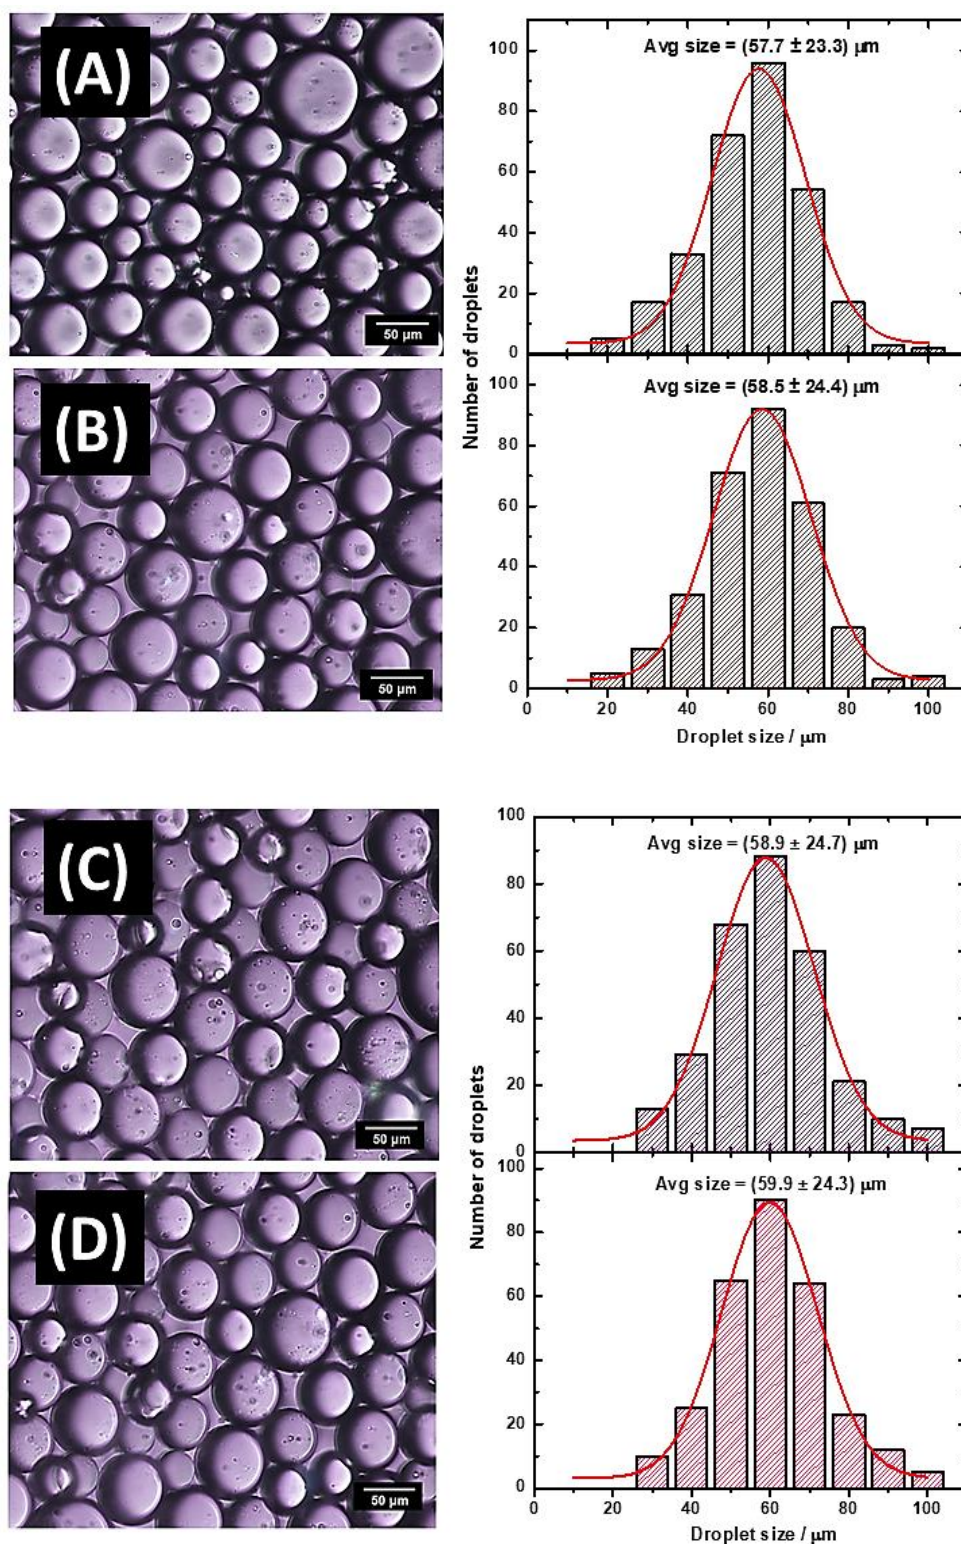 (A)
50 µm
Avg size = (57.7 ± 23.3) µm
100
80
60
40
20
0
(B)
50 µm
Avg size = (58.5 ± 24.4) µm
100
80
60
40
20
0
0
20
40
60
80
100
Number of droplets
Droplet size / µm
(C)
50 µm
Avg size = (58.9 ± 24.7) µm
100
80
60
40
20
0
(D)
50 µm
Avg size = (59.9 ± 24.3) µm
100
80
60
40
20
0
0
20
40
60
80
100
Number of droplets
Droplet size / µm